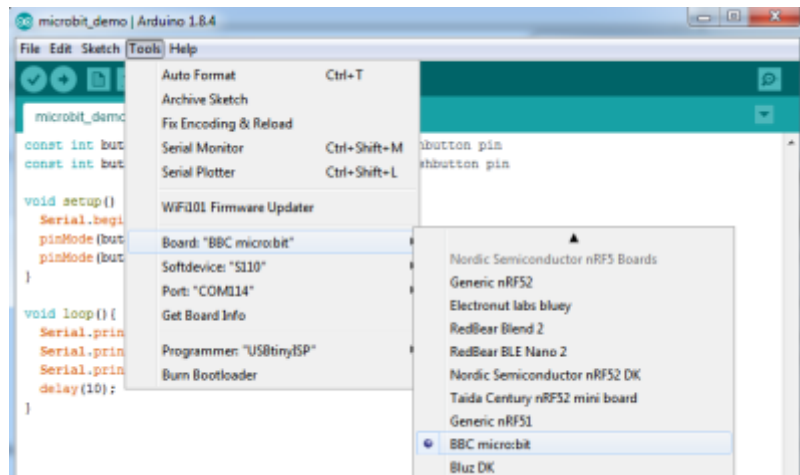 microbit_demo | Arduino 1.8.4
File Edit Sketch Tools Help
microbit_demo
Auto Format Ctrl+T
Archive Sketch
Fix Encoding & Reload
Serial Monitor Ctrl+Shift+M
Serial Plotter Ctrl+Shift+L
WiFi101 Firmware Updater
Board: "BBC micro:bit"
Softdevice: "S110"
Port: "COM114"
Get Board Info
Programmer: "USBtinyISP"
Burn Bootloader
Nordic Semiconductor nRF5 Boards
Generic nRF52
Electronut labs bluey
RedBear Blend 2
RedBear BLE Nano 2
Nordic Semiconductor nRF52 DK
Taida Century nRF52 mini board
Generic nRF51
BBC micro:bit
Bluz DK
const int but hbutton pin
const int but shbutton pin
void setup()
Serial.begi
pinMode(but
pinMode(but
}
void loop(){
Serial.prin
Serial.prin
Serial.prin
delay(10);
}